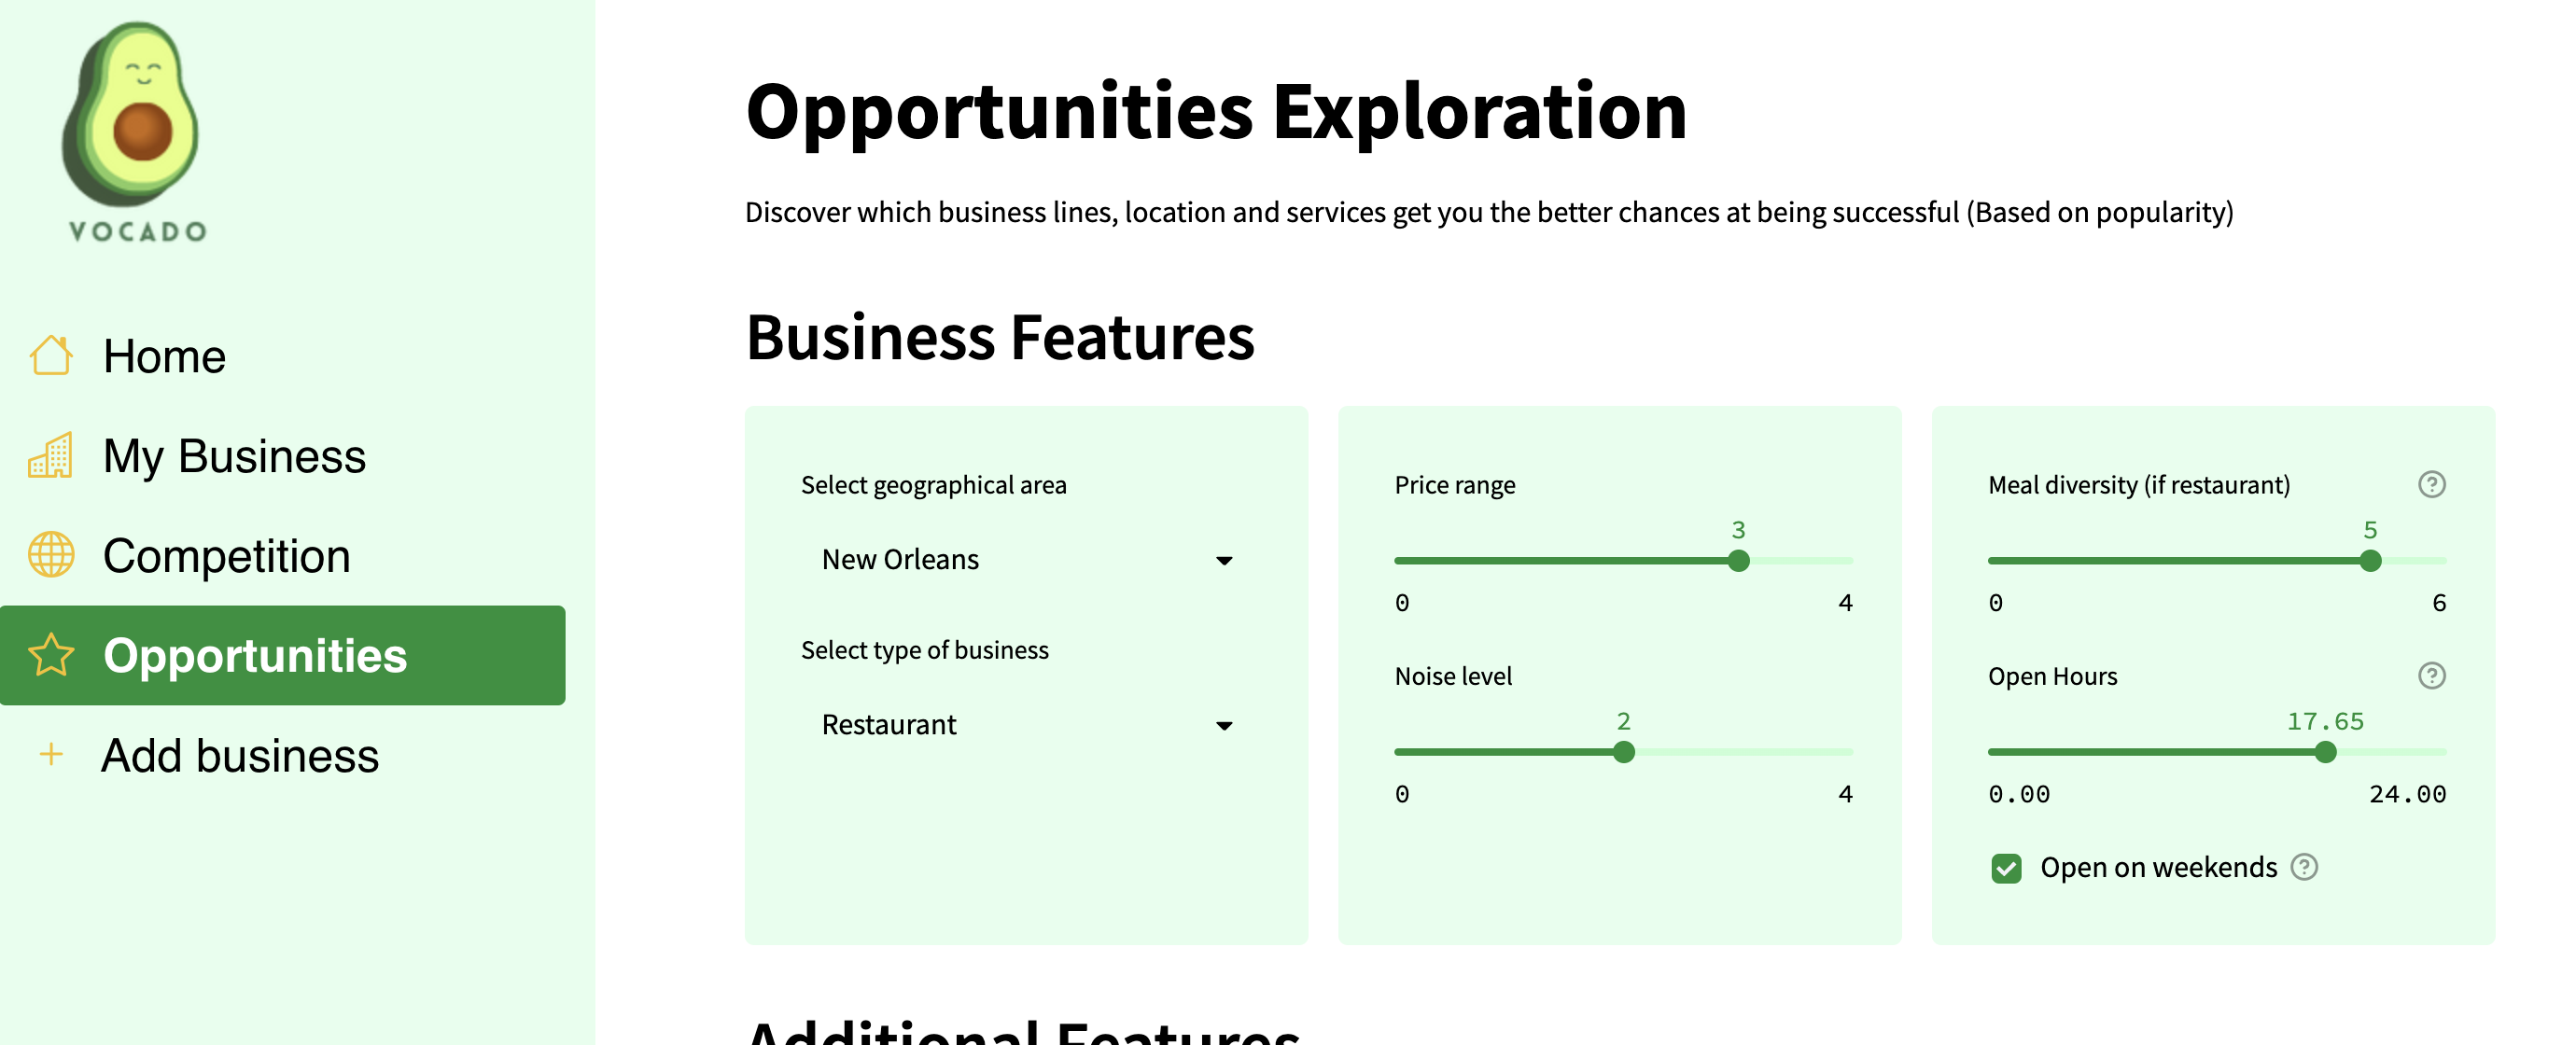 VOCADO
Home
My Business
Competition
Opportunities
Add business
Opportunities Exploration
Discover which business lines, location and services get you the better chances at being successful (Based on popularity)
Business Features
Select geographical area
New Orleans
Select type of business
Restaurant
Price range
3
0 4
Noise level
2
0 4
Meal diversity (if restaurant)
5
0 6
Open Hours
17.65
0.00 24.00
Open on weekends
Additional Features